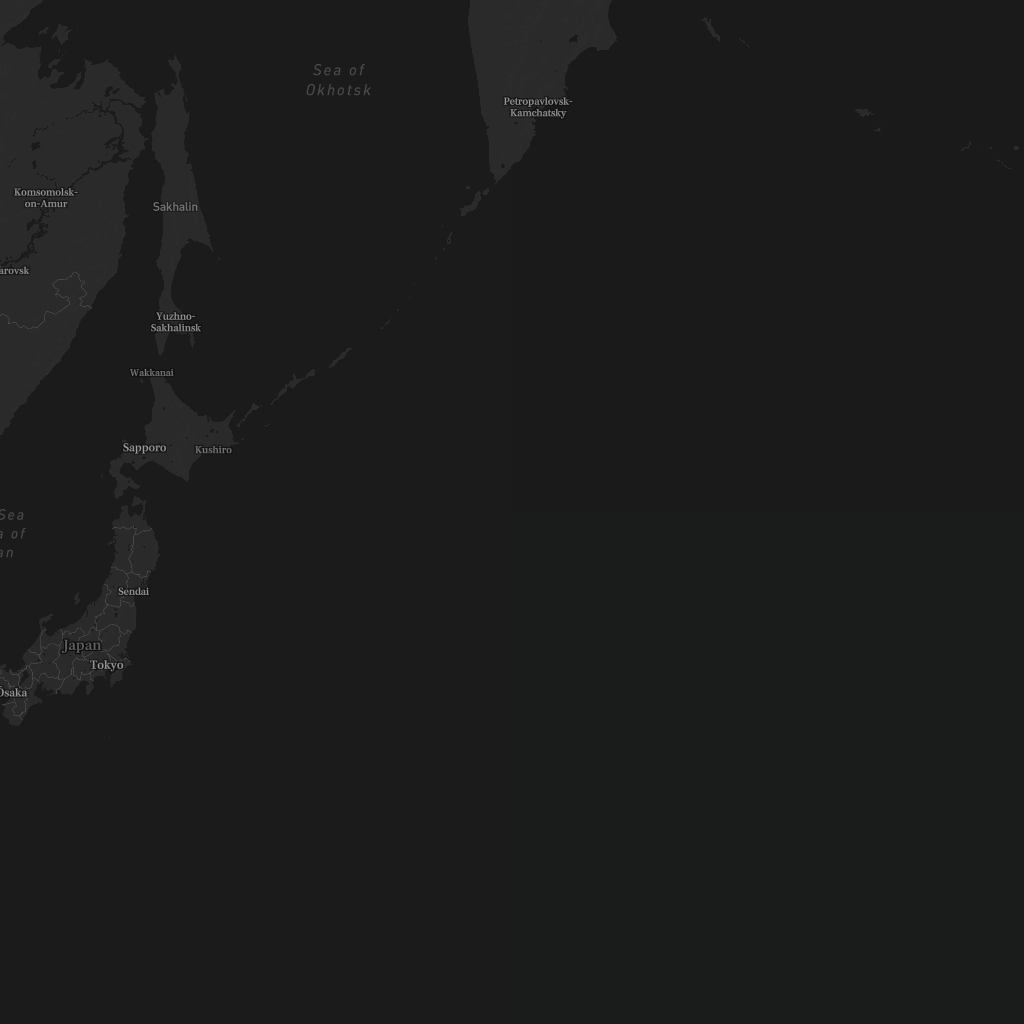 Sea of
Okhotsk
Petropavlovsk-
Kamchatsky
Komsomolsk-
on-Amur
Sakhalin
arovsk
Yuzhno-
Sakhalinsk
Wakkanai
Sapporo
Kushiro
Sea
a of
an
Sendai
Japan
Tokyo
Ōsaka